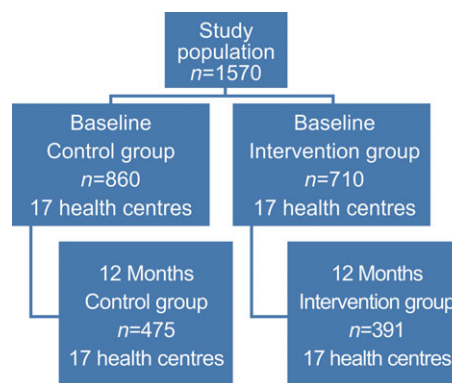 Study
population
n=1570
Baseline
Control group
n=860
17 health centres
Baseline
Intervention group
n=710
17 health centres
12 Months
Control group
n=475
17 health centres
12 Months
Intervention group
n=391
17 health centres